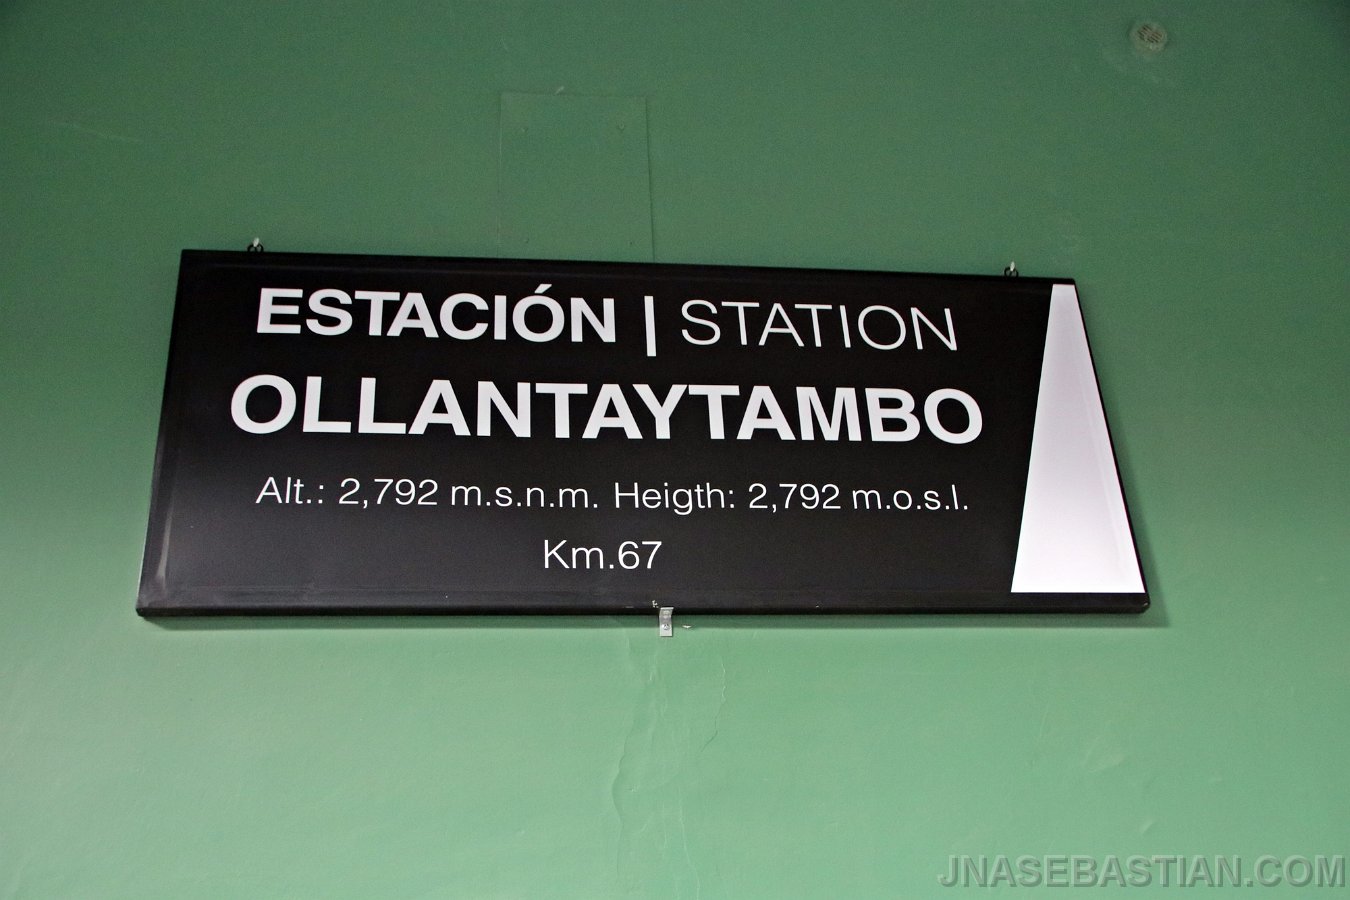 ESTACIÓN | STATION
OLLANTAYTAMBO
Alt.: 2,792 m.s.n.m. Heigth: 2,792 m.o.s.l.
Km.67
JNASEBASTIAN.COM